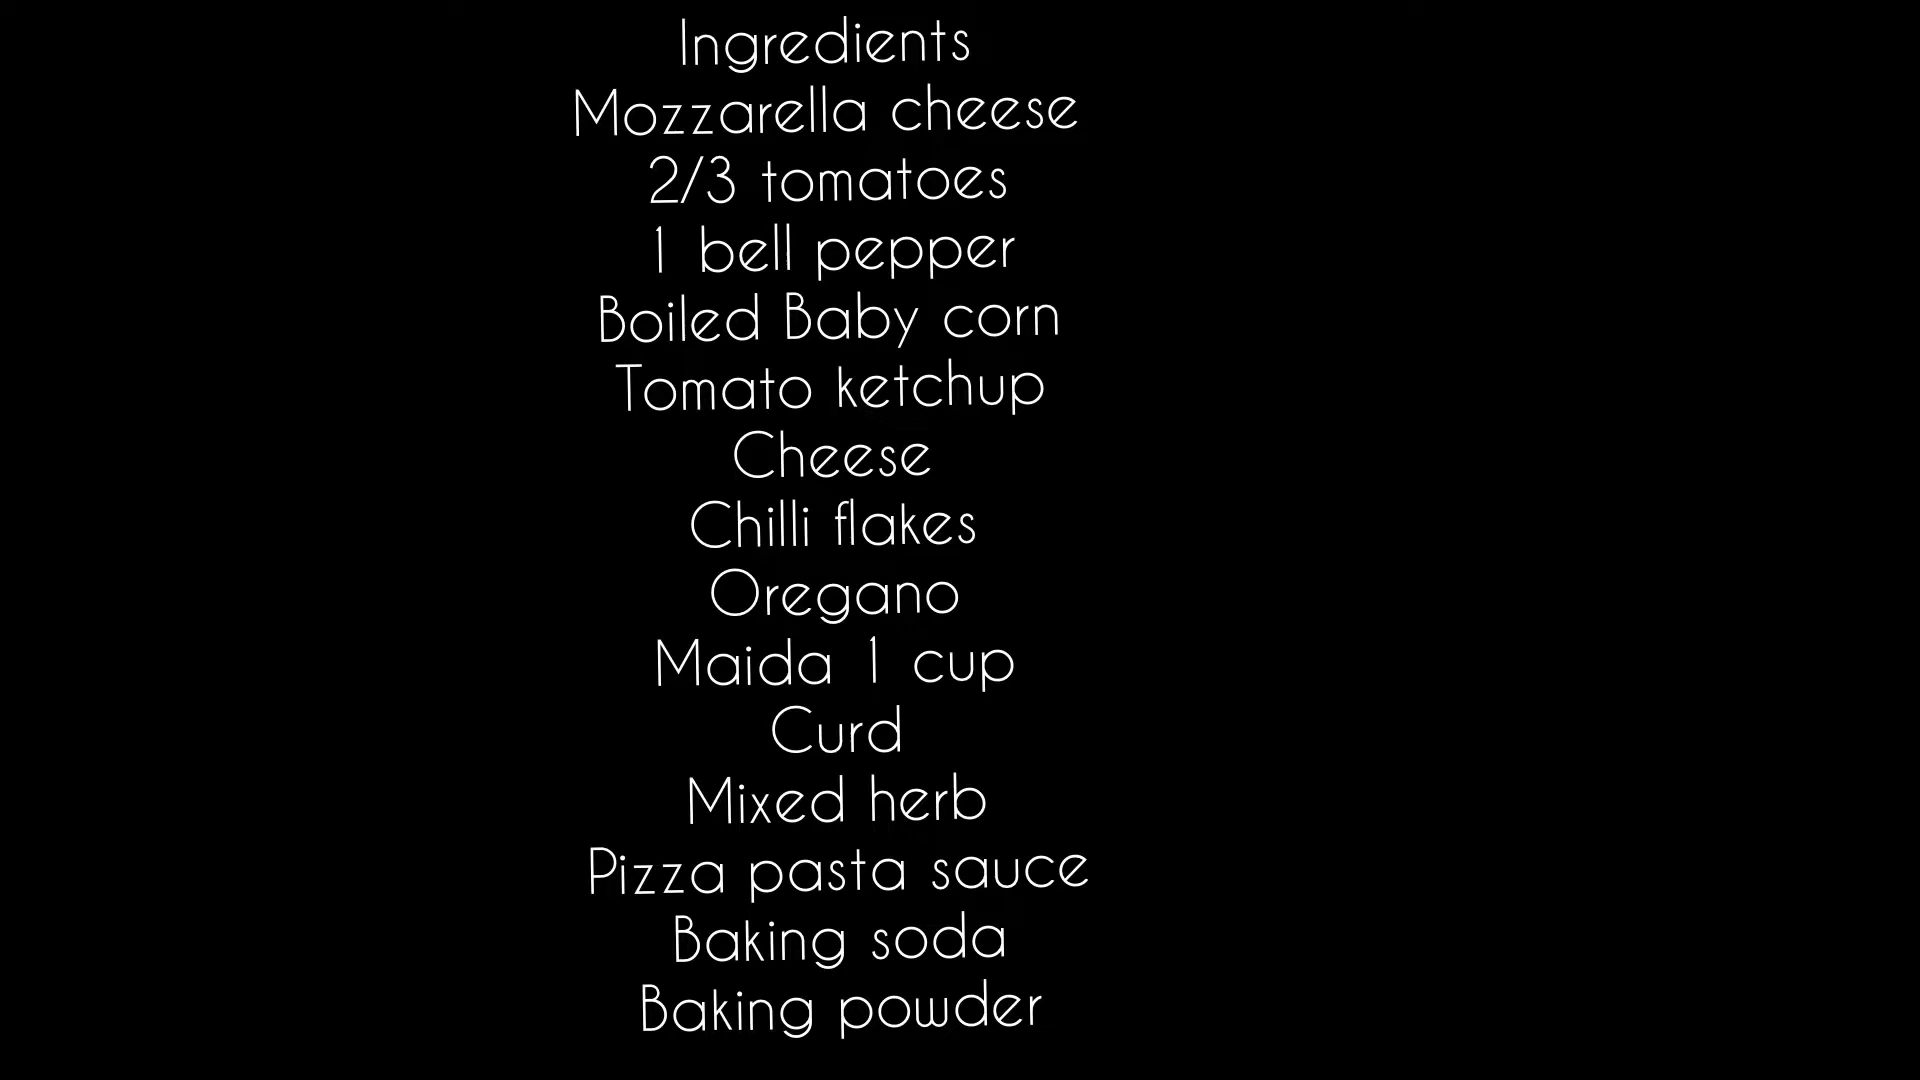 Ingredients
Mozzarella cheese
2/3 tomatoes
1 bell pepper
Boiled Baby corn
Tomato ketchup
Cheese
Chilli flakes
Oregano
Maida 1 cup
Curd
Mixed herb
Pizza pasta sauce
Baking soda
Baking powder